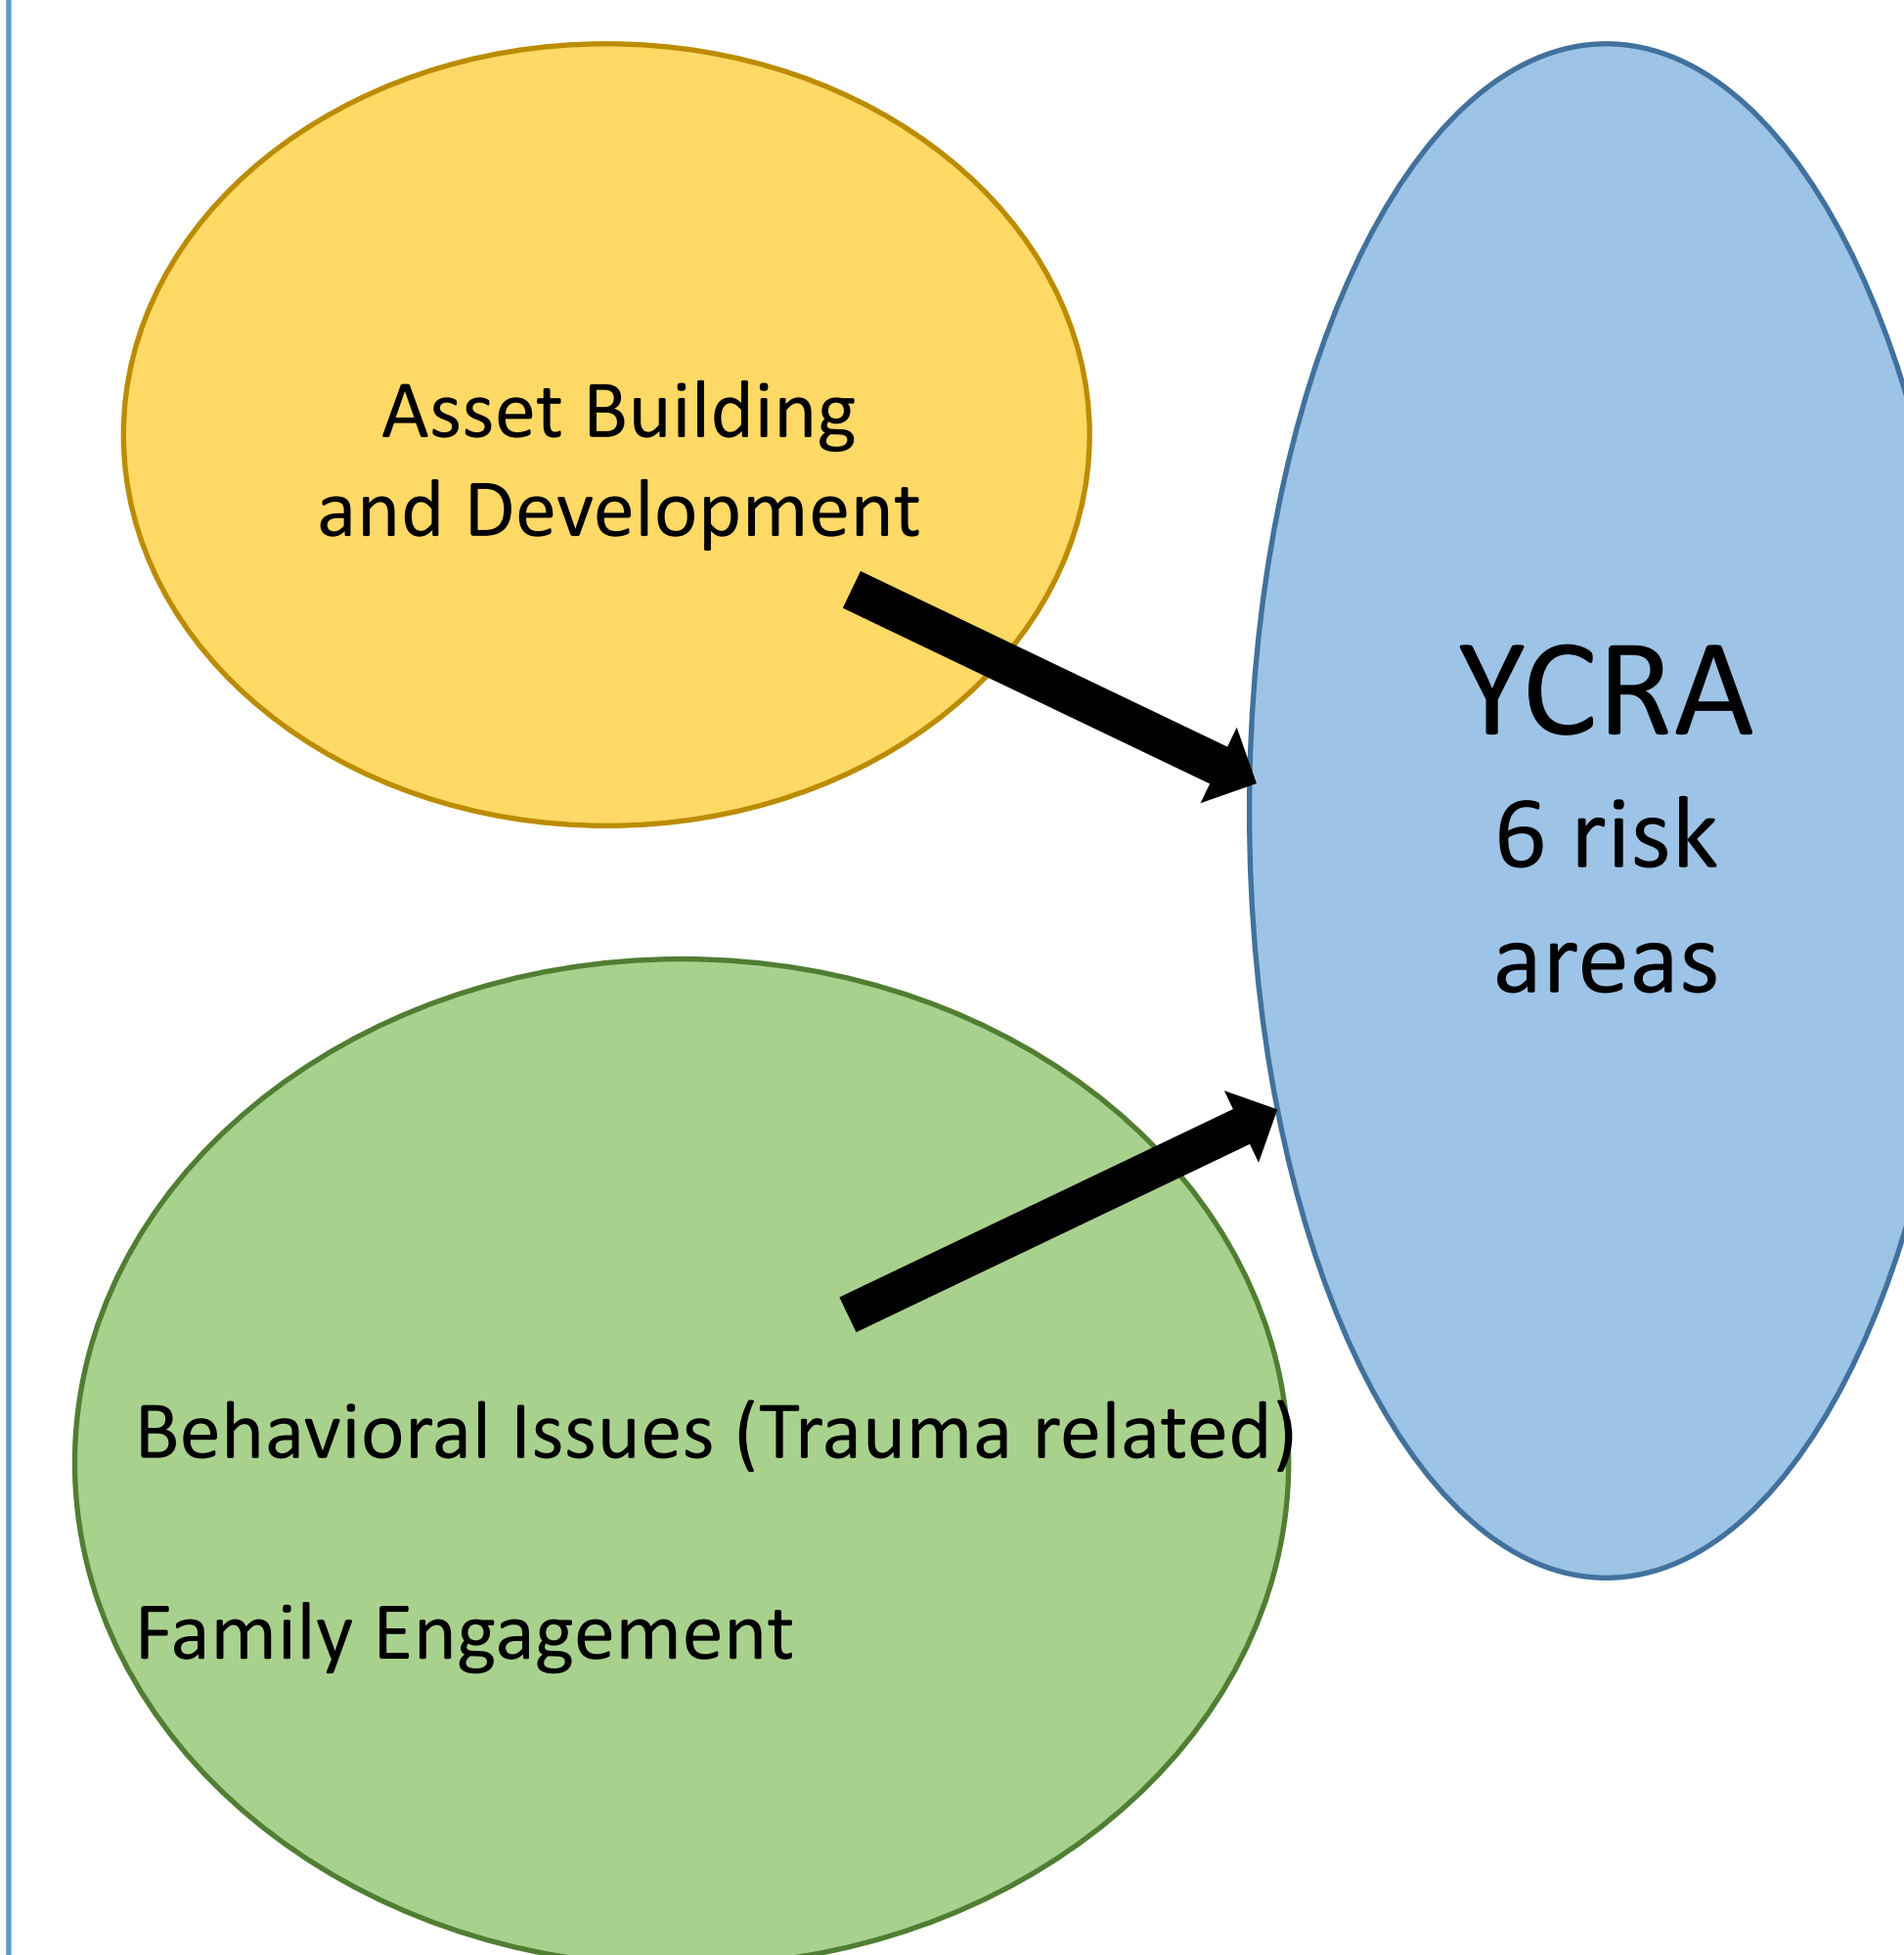 Asset Building
and Development
YCRA
6 risk
areas
Behavioral Issues (Trauma related)
Family Engagement